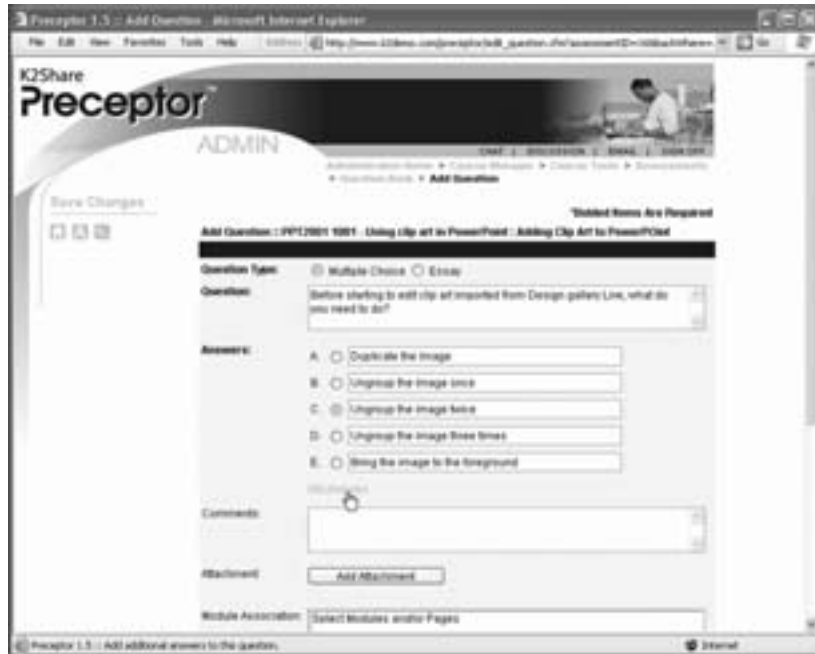 Preceptor 1.5 :: Add Question - Microsoft Internet Explorer
File Edit View Favorites Tools Help Address
Go
K2Share
Preceptor™
ADMIN
CHAT | DISCUSSION | EMAIL | SIGN OFF
Administration Home ▸ Course Manager ▸ Course Tools ▸ Assessments
▸ Question Bank ▸ Add Question
Save Changes
*Bolded Items Are Required
Add Question :: PPT2001 1001 - Using clip art in PowerPoint : Adding Clip Art to PowerPOint
Question Type: Multiple Choice Essay
Question: Before starting to edit clip art imported from Design gallery Live, what do
you need to do?
Answers:
A. Duplicate the image
B. Ungroup the image once
C. Ungroup the image twice
D. Ungroup the image three times
E. Bring the image to the foreground
Comments:
Attachment: Add Attachment
Module Association: Select Modules and/or Pages
Preceptor 1.5 :: Add additional answers to this question.
Internet